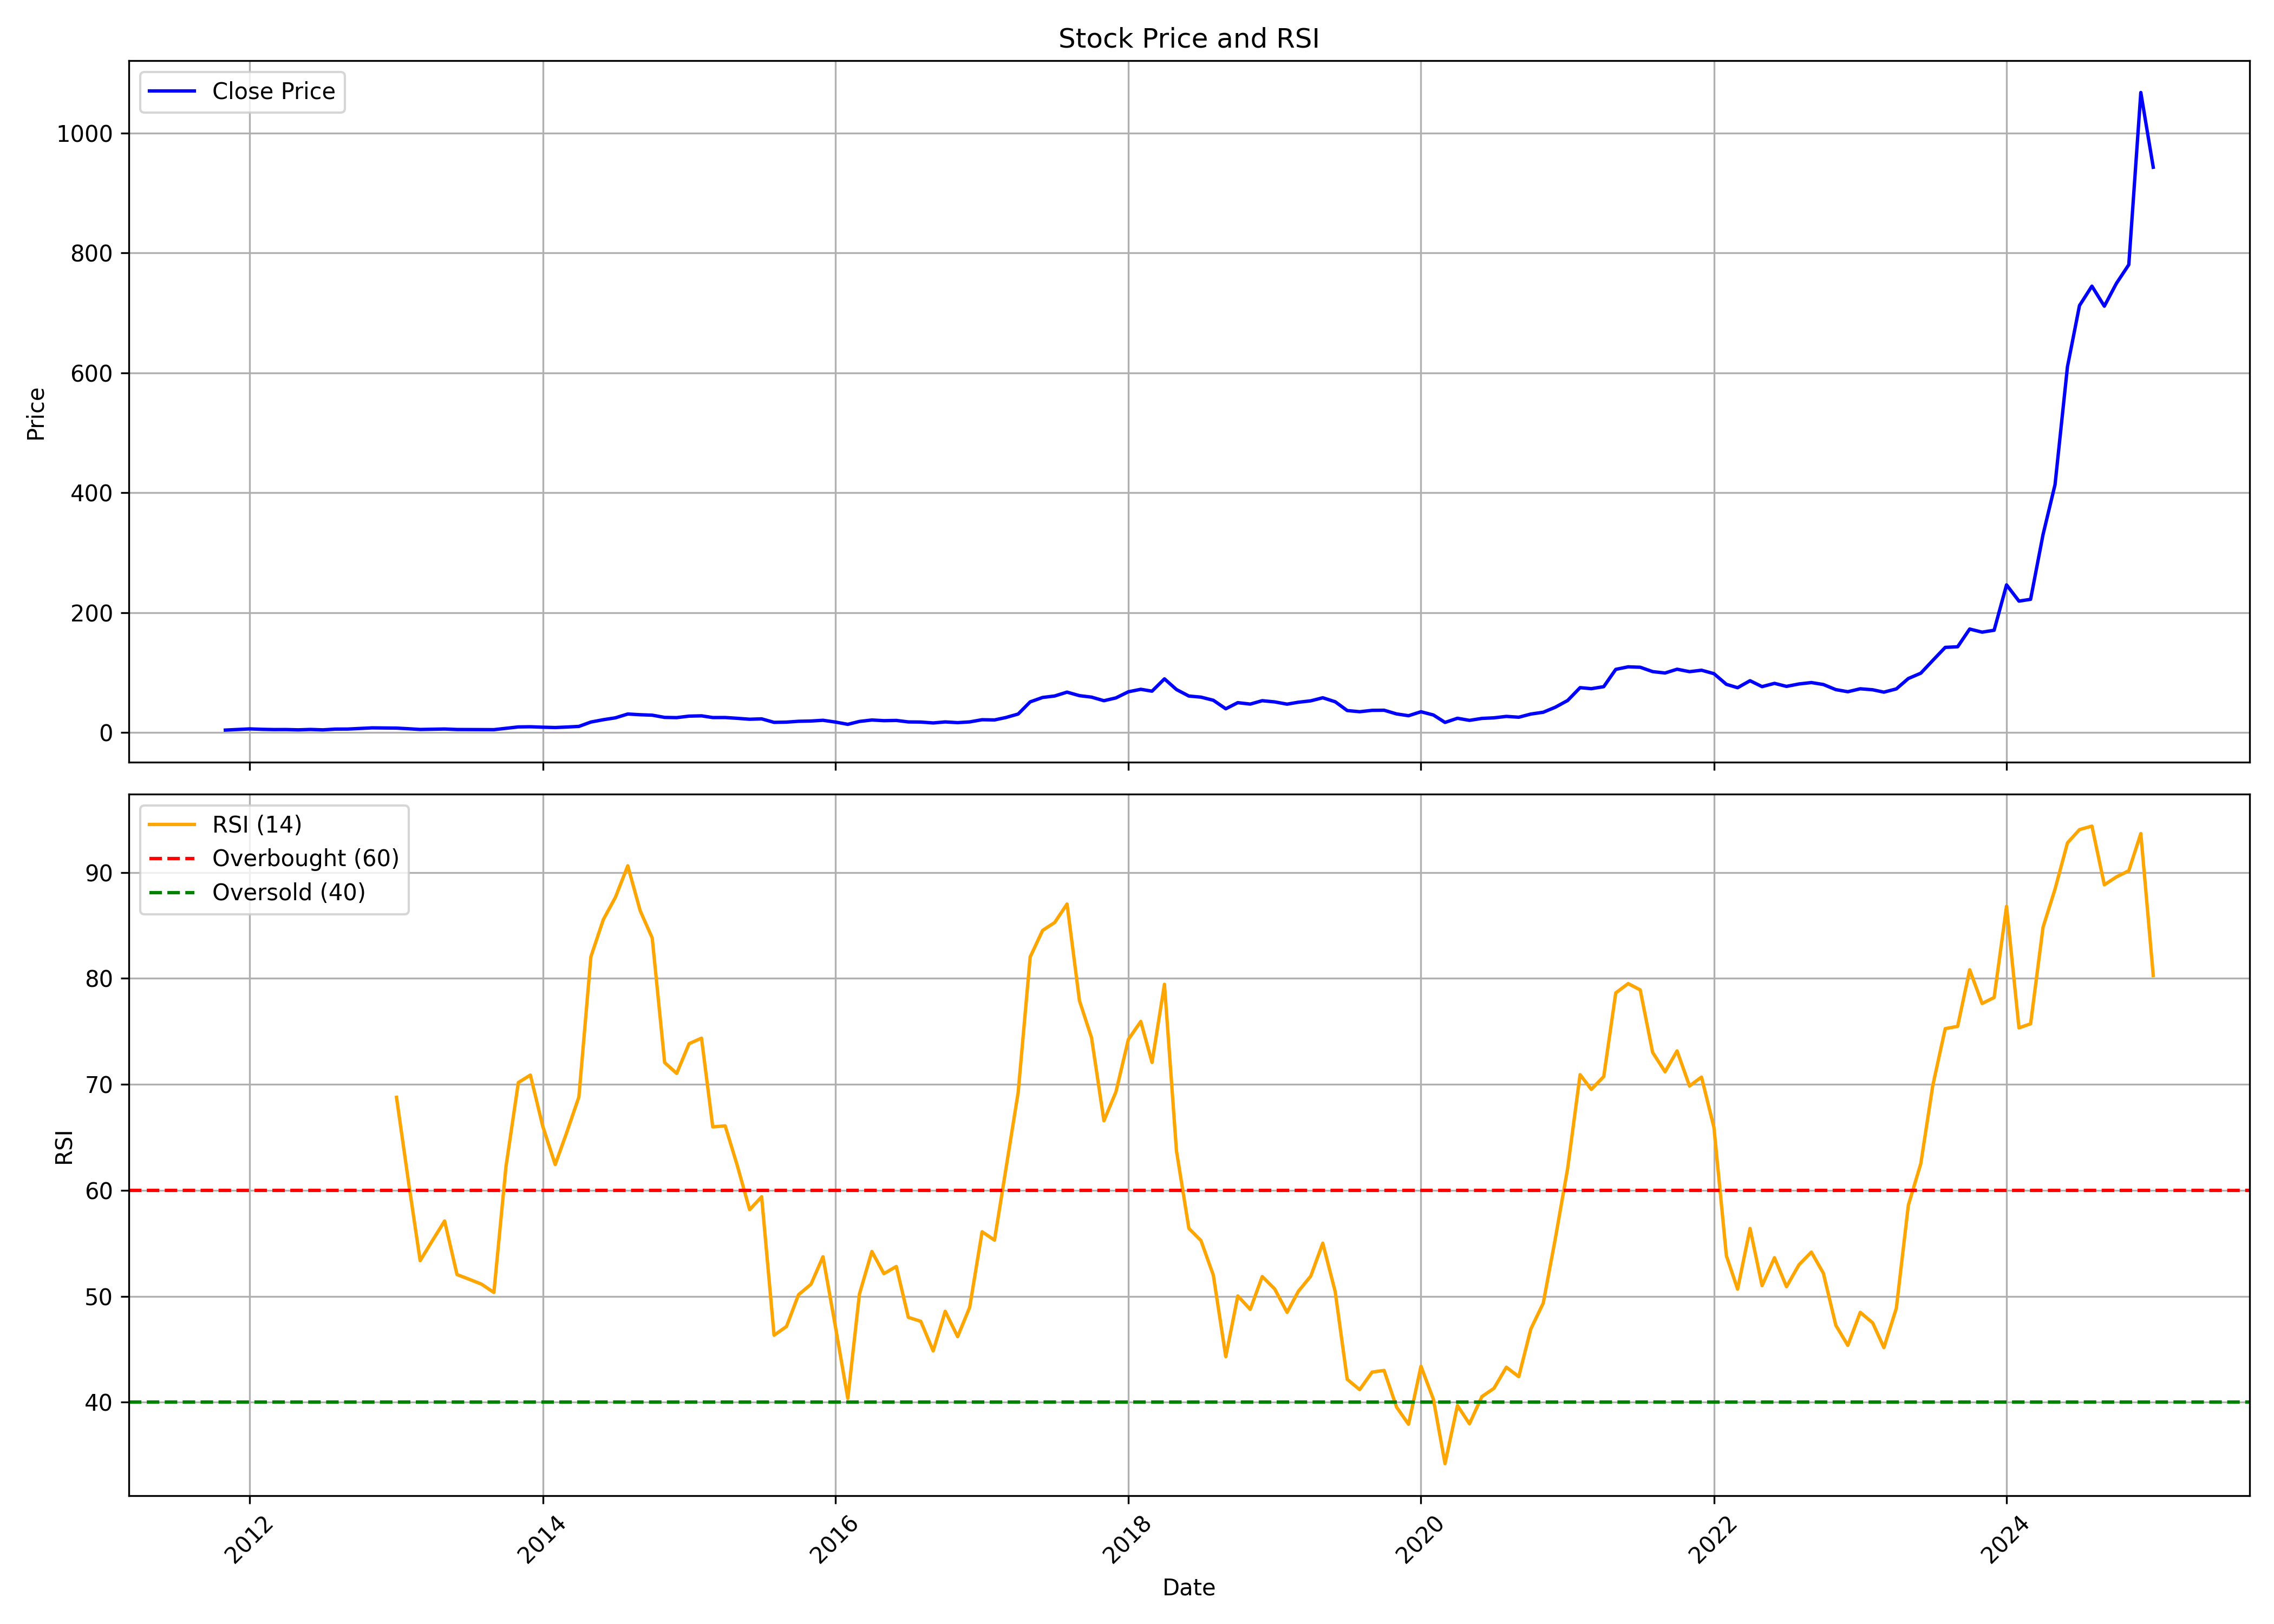 Stock Price and RSI
Close Price
1000
800
600
400
200
0
Price
RSI (14)
Overbought (60)
Oversold (40)
90
80
70
60
50
40
RSI
2012
2014
2016
2018
2020
2022
2024
Date